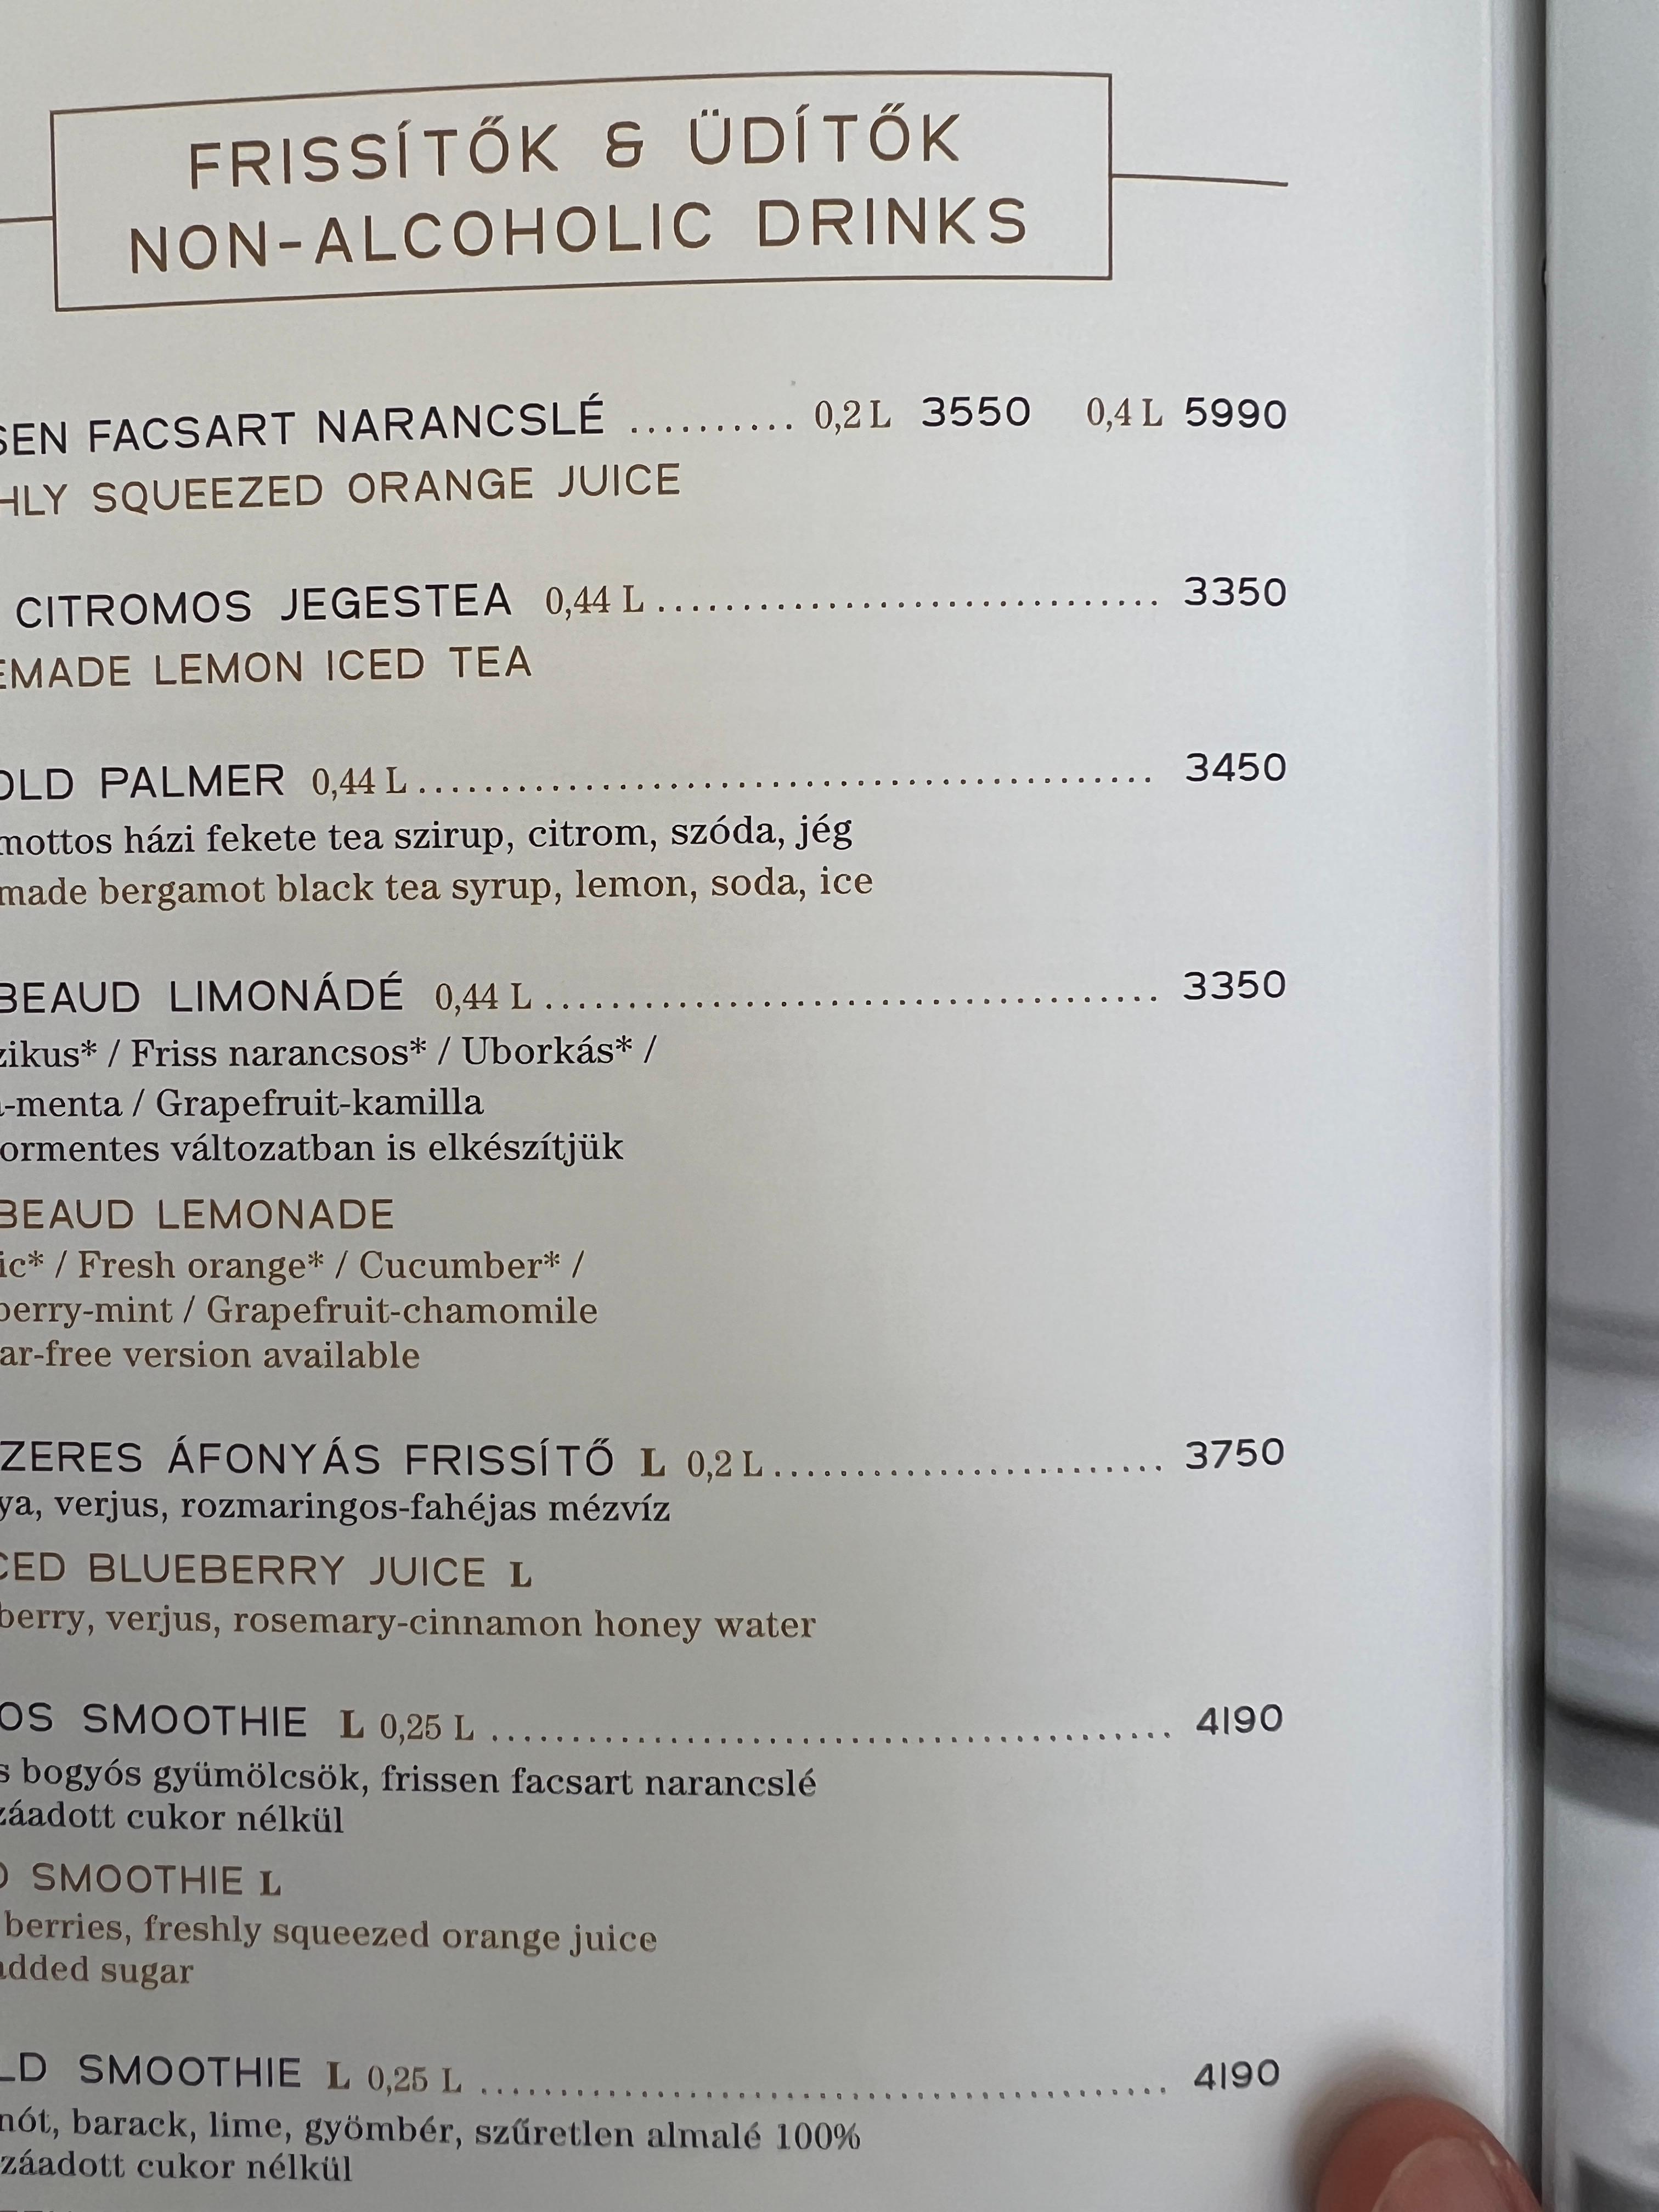 FRISSÍTŐK & ÜDÍTŐK
NON-ALCOHOLIC DRINKS
SEN FACSART NARANCSLÉ .......... 0,2 L 3550 0,4 L 5990
HLY SQUEEZED ORANGE JUICE
CITROMOS JEGESTEA 0,44 L .............................. 3350
EMADE LEMON ICED TEA
OLD PALMER 0,44 L ............................................ 3450
mottos házi fekete tea szirup, citrom, szóda, jég
made bergamot black tea syrup, lemon, soda, ice
BEAUD LIMONÁDÉ 0,44 L ..................................... 3350
zikus* / Friss narancsos* / Uborkás* /
-menta / Grapefruit-kamilla
ormentes változatban is elkészítjük
BEAUD LEMONADE
ic* / Fresh orange* / Cucumber* /
berry-mint / Grapefruit-chamomile
ar-free version available
ZERES ÁFONYÁS FRISSÍTŐ L 0,2 L ........................ 3750
ya, verjus, rozmaringos-fahéjas mézvíz
CED BLUEBERRY JUICE L
berry, verjus, rosemary-cinnamon honey water
OS SMOOTHIE L 0,25 L ......................................... 4190
s bogyós gyümölcsök, frissen facsart narancslé
záadott cukor nélkül
SMOOTHIE L
berries, freshly squeezed orange juice
added sugar
LD SMOOTHIE L 0,25 L ......................................... 4190
nót, barack, lime, gyömbér, szűretlen almalé 100%
záadott cukor nélkül